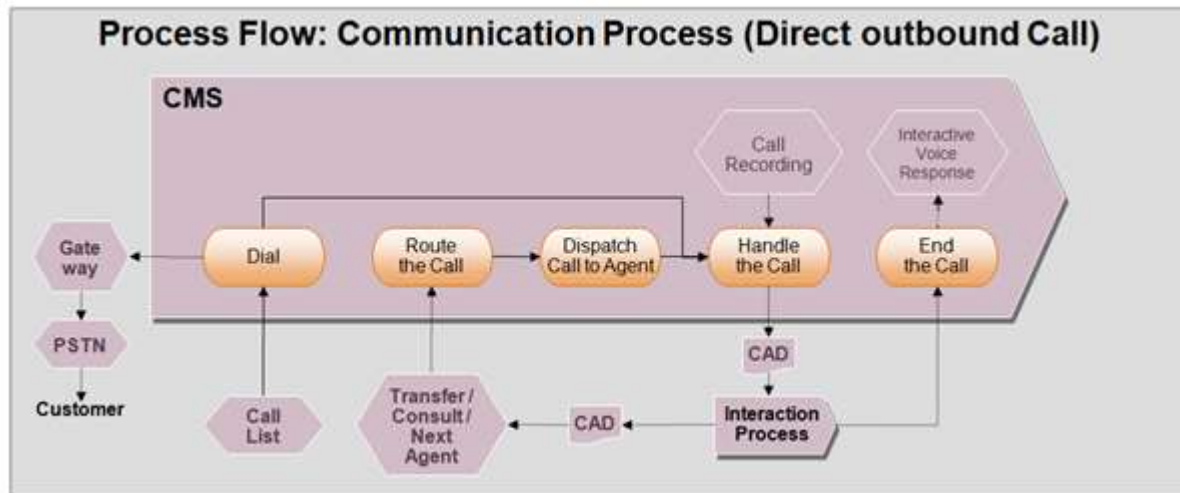 Process Flow: Communication Process (Direct outbound Call)
CMS
Call
Recording
Interactive
Voice
Response
Gate
way
Dial
Route
the Call
Dispatch
Call to Agent
Handle
the Call
End
the Call
PSTN
Customer
CAD
Call
List
Transfer /
Consult /
Next
Agent
CAD
Interaction
Process